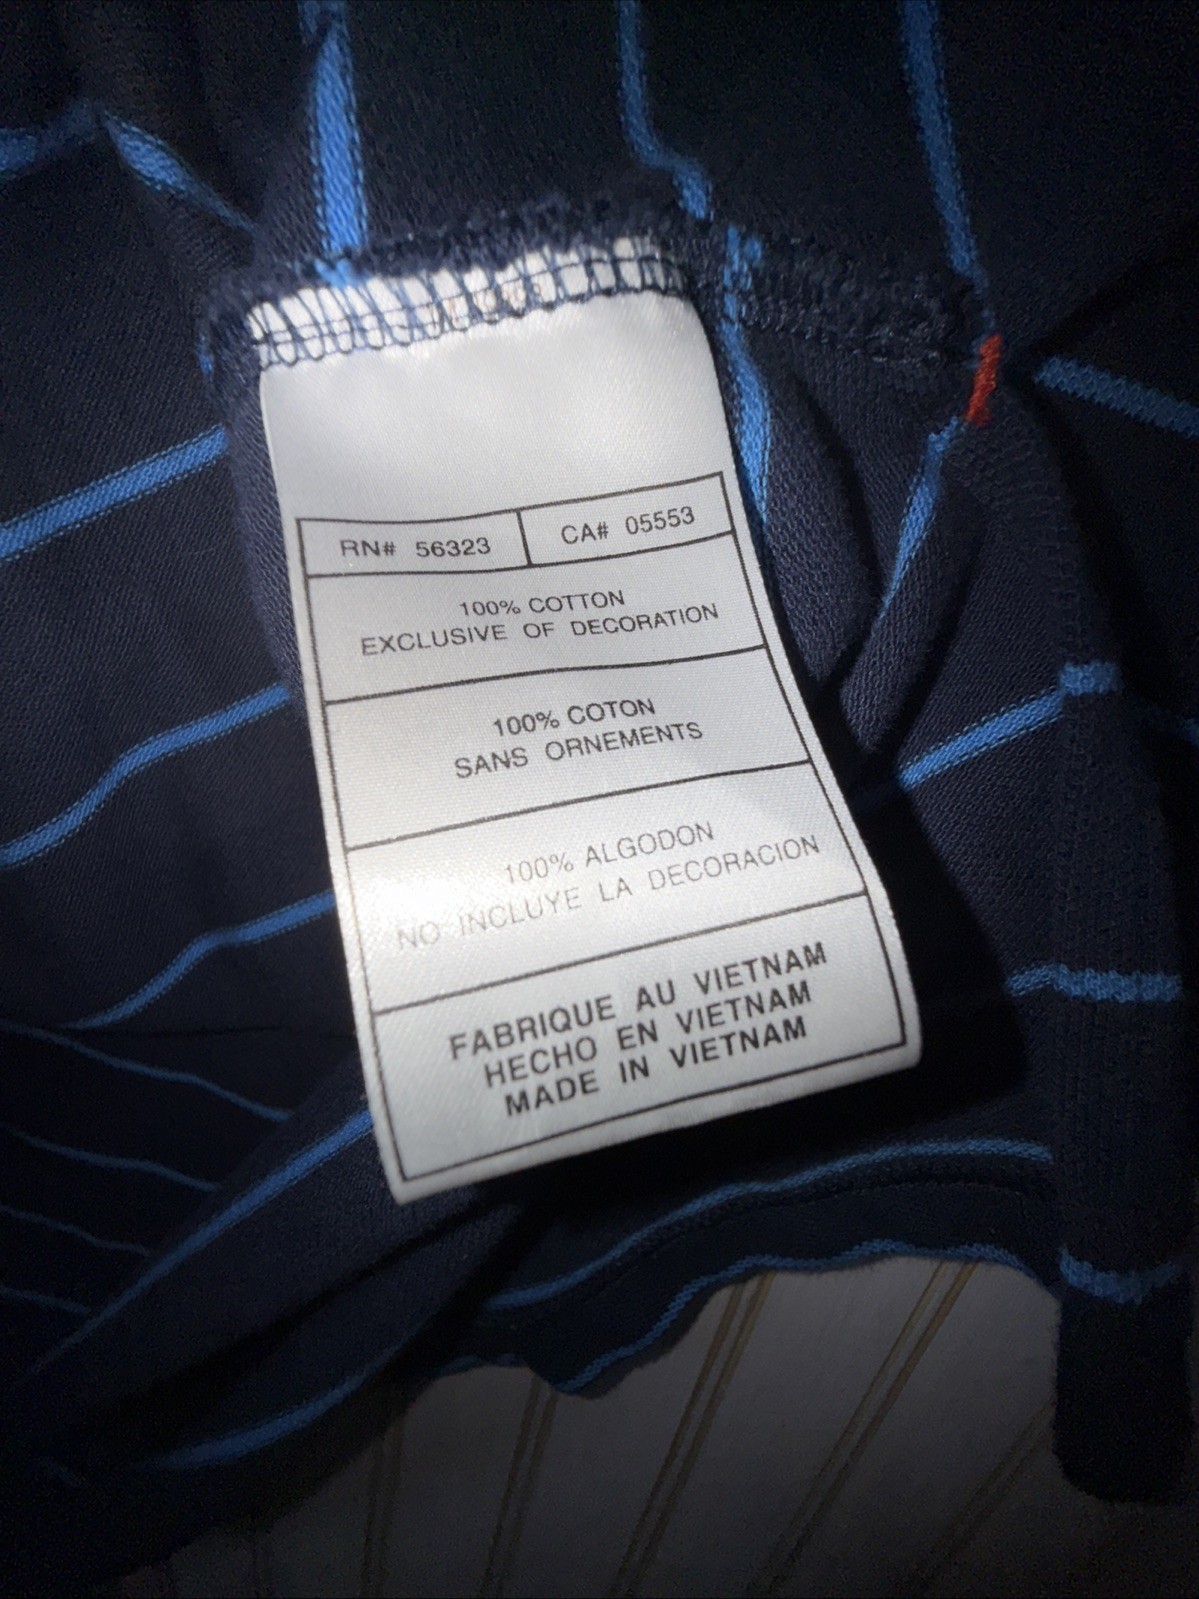 RN# 56323
CA# 05553
100% COTTON
EXCLUSIVE OF DECORATION
100% COTON
SANS ORNEMENTS
100% ALGODON
NO INCLUYE LA DECORACION
FABRIQUE AU VIETNAM
HECHO EN VIETNAM
MADE IN VIETNAM